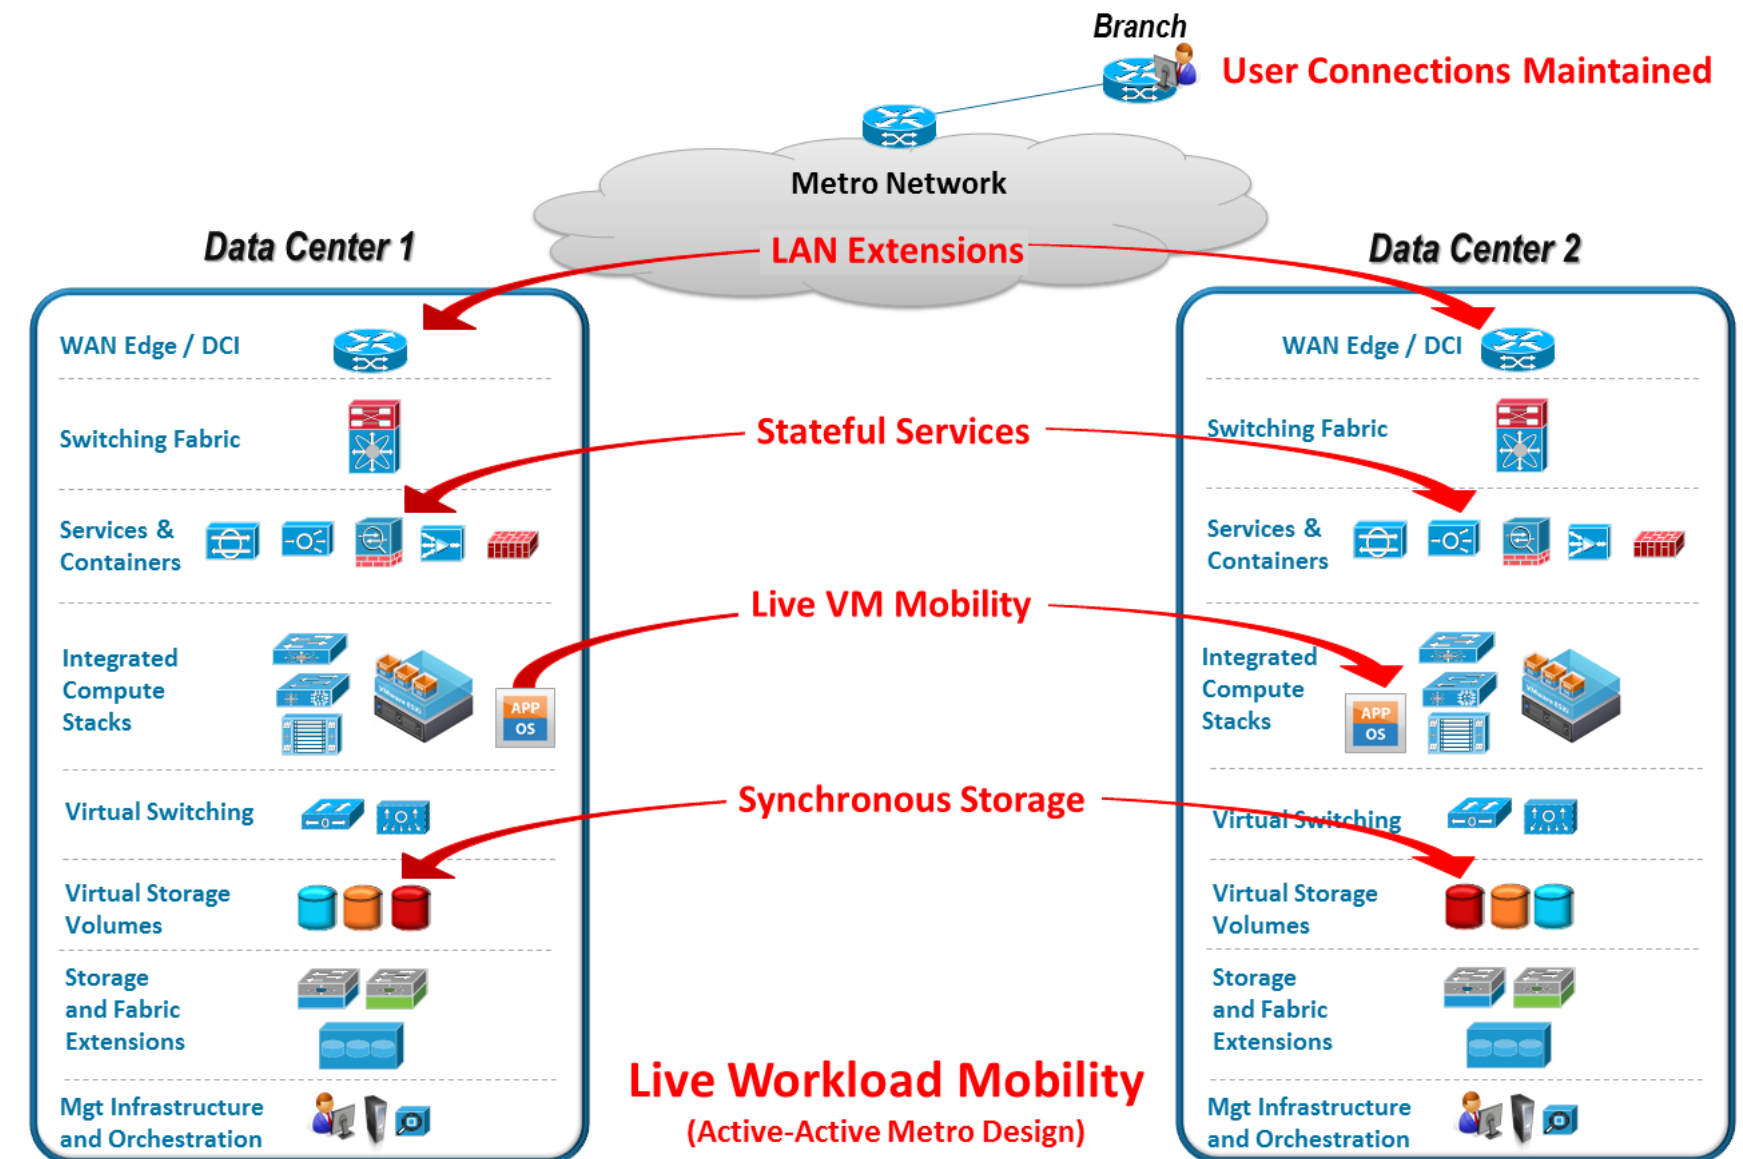 Branch
User Connections Maintained
Metro Network
LAN Extensions
Data Center 1
WAN Edge / DCI
Switching Fabric
Services &
Containers
Integrated
Compute
Stacks
VMware ESXi
APP
OS
Virtual Switching
Virtual Storage
Volumes
Storage
and Fabric
Extensions
Mgt Infrastructure
and Orchestration
Stateful Services
Live VM Mobility
Synchronous Storage
Live Workload Mobility
(Active-Active Metro Design)
Data Center 2
WAN Edge / DCI
Switching Fabric
Services &
Containers
Integrated
Compute
Stacks
APP
OS
VMware ESXi
Virtual Switching
Virtual Storage
Volumes
Storage
and Fabric
Extensions
Mgt Infrastructure
and Orchestration